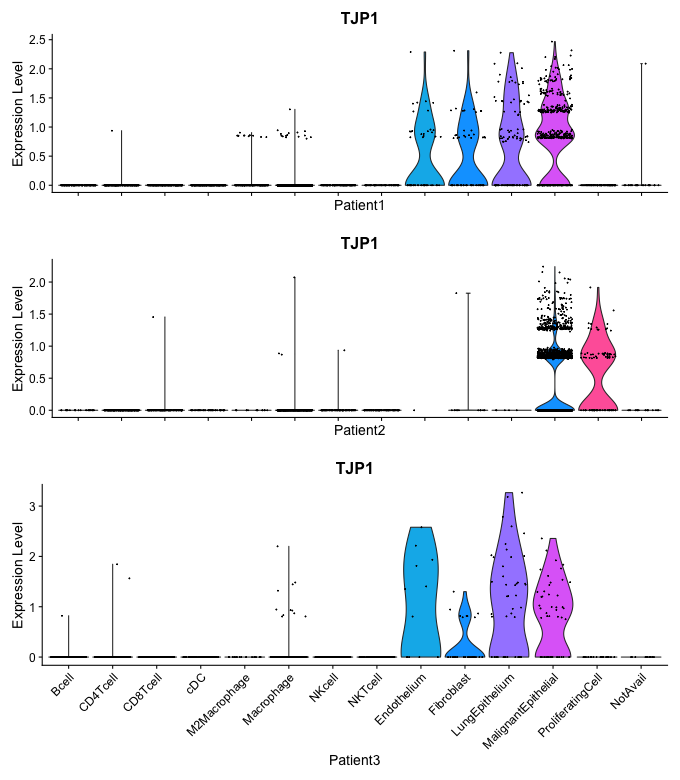 TJP1
Expression Level
2.5
2.0
1.5
1.0
0.5
0.0
Patient1
TJP1
Expression Level
2.0
1.5
1.0
0.5
0.0
Patient2
TJP1
Expression Level
3
2
1
0
Bcell
CD4Tcell
CD8Tcell
cDC
M2Macrophage
Macrophage
NKcell
NKTcell
Endothelium
Fibroblast
LungEpithelium
MalignantEpithelial
ProliferatingCell
NotAvail
Patient3